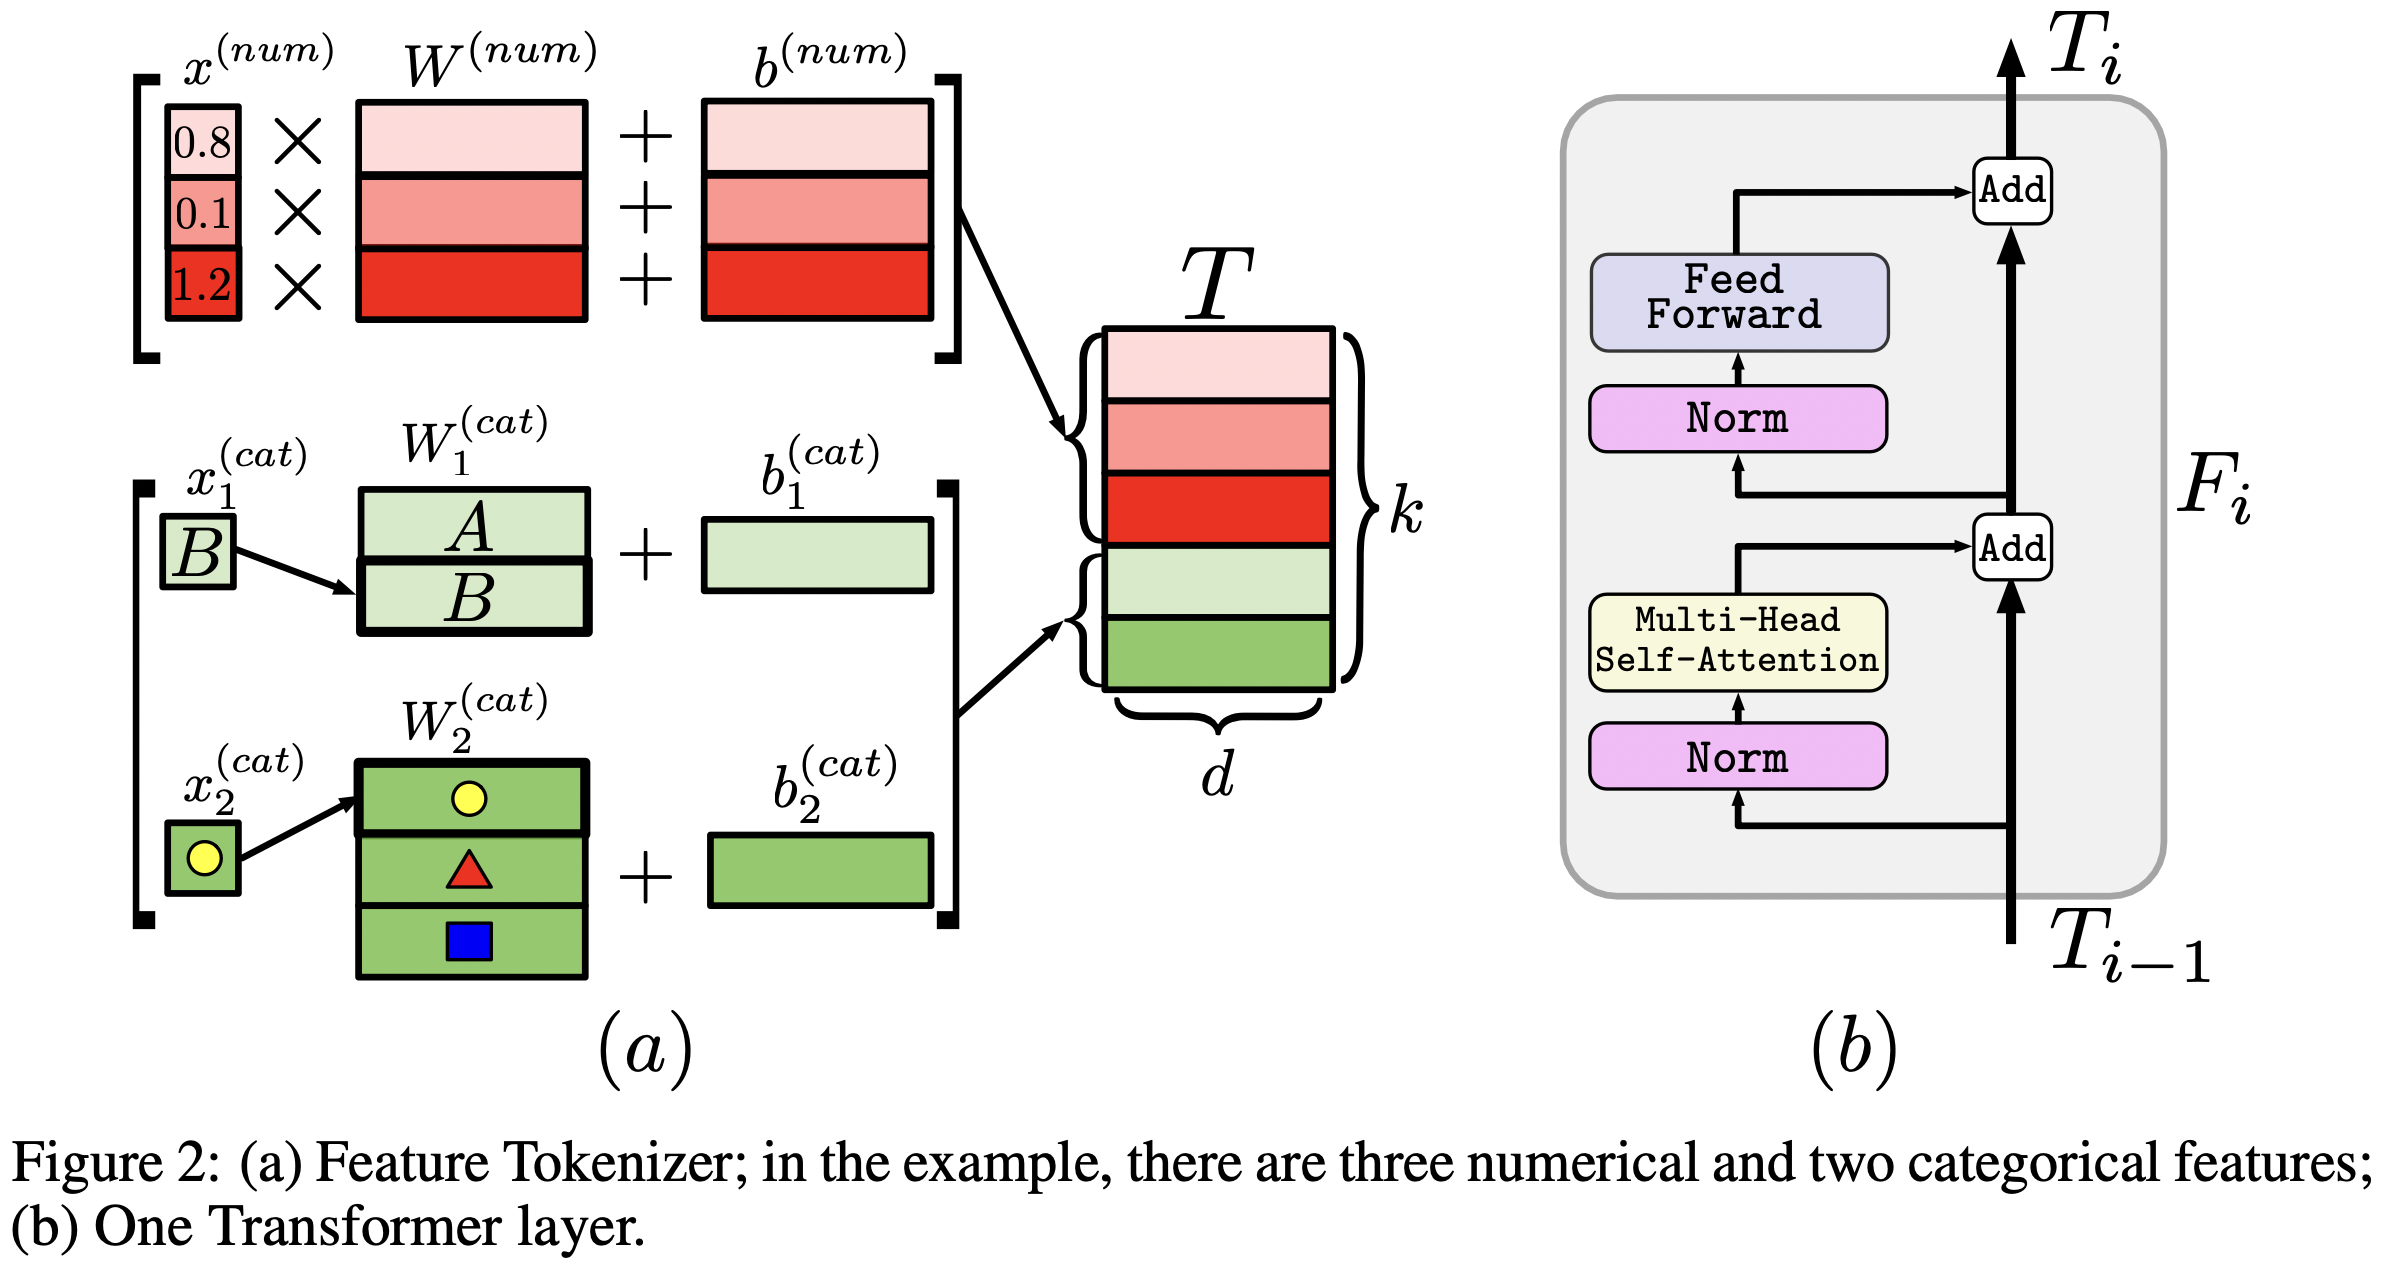 x^(num) W^(num) b^(num)
0.8 × +
0.1 × +
1.2 × +
x_1^(cat) W_1^(cat) b_1^(cat)
B A +
B
x_2^(cat) W_2^(cat) b_2^(cat)
+
T
k
d
(a)
T_i
Add
Feed
Forward
Norm
F_i
Add
Multi-Head
Self-Attention
Norm
T_{i−1}
(b)
Figure 2: (a) Feature Tokenizer; in the example, there are three numerical and two categorical features;
(b) One Transformer layer.